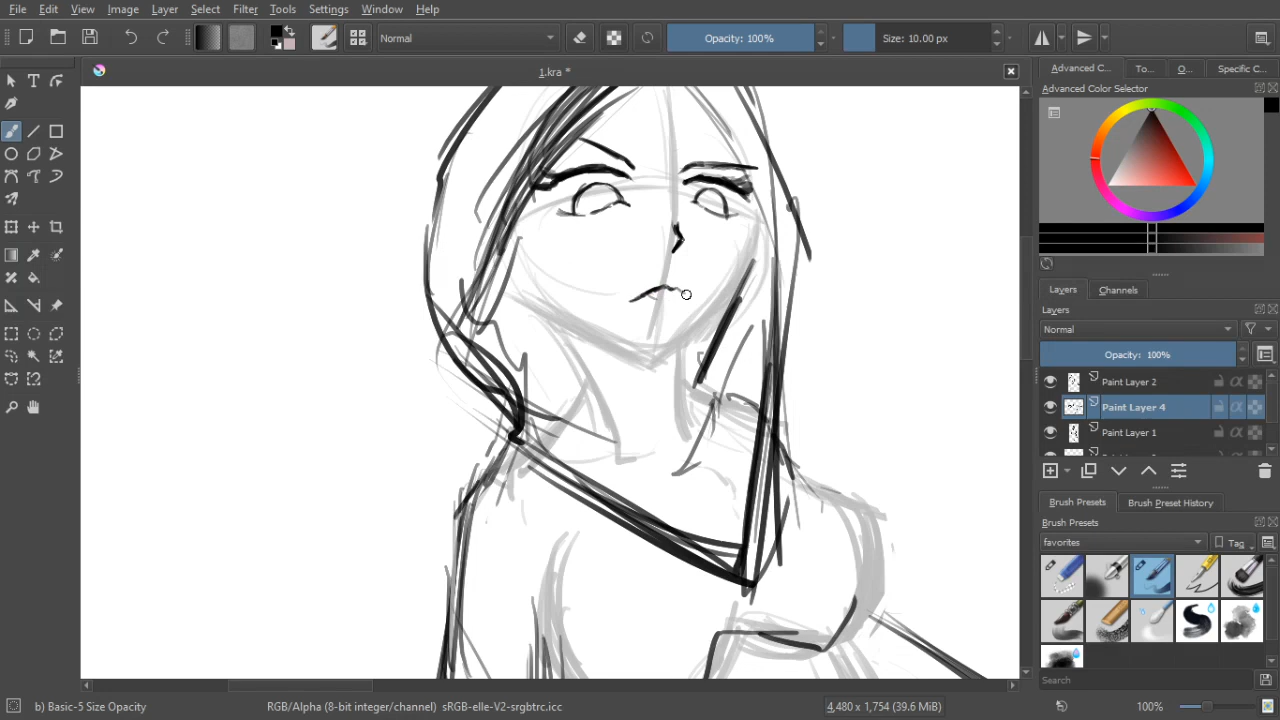 File Edit View Image Layer Select Filter Tools Settings Window Help
Normal Opacity: 100% Size: 10.00 px
1.kra *
Advanced C... To... O... Specific C...
Advanced Color Selector
Layers Channels
Layers
Normal
Opacity: 100%
Paint Layer 2
Paint Layer 4
Paint Layer 1
Brush Presets Brush Preset History
Brush Presets
favorites Tag
Search
b) Basic-5 Size Opacity RGB/Alpha (8-bit integer/channel) sRGB-elle-V2-srgbtrc.icc 4,480 x 1,754 (39.6 MiB) 100%